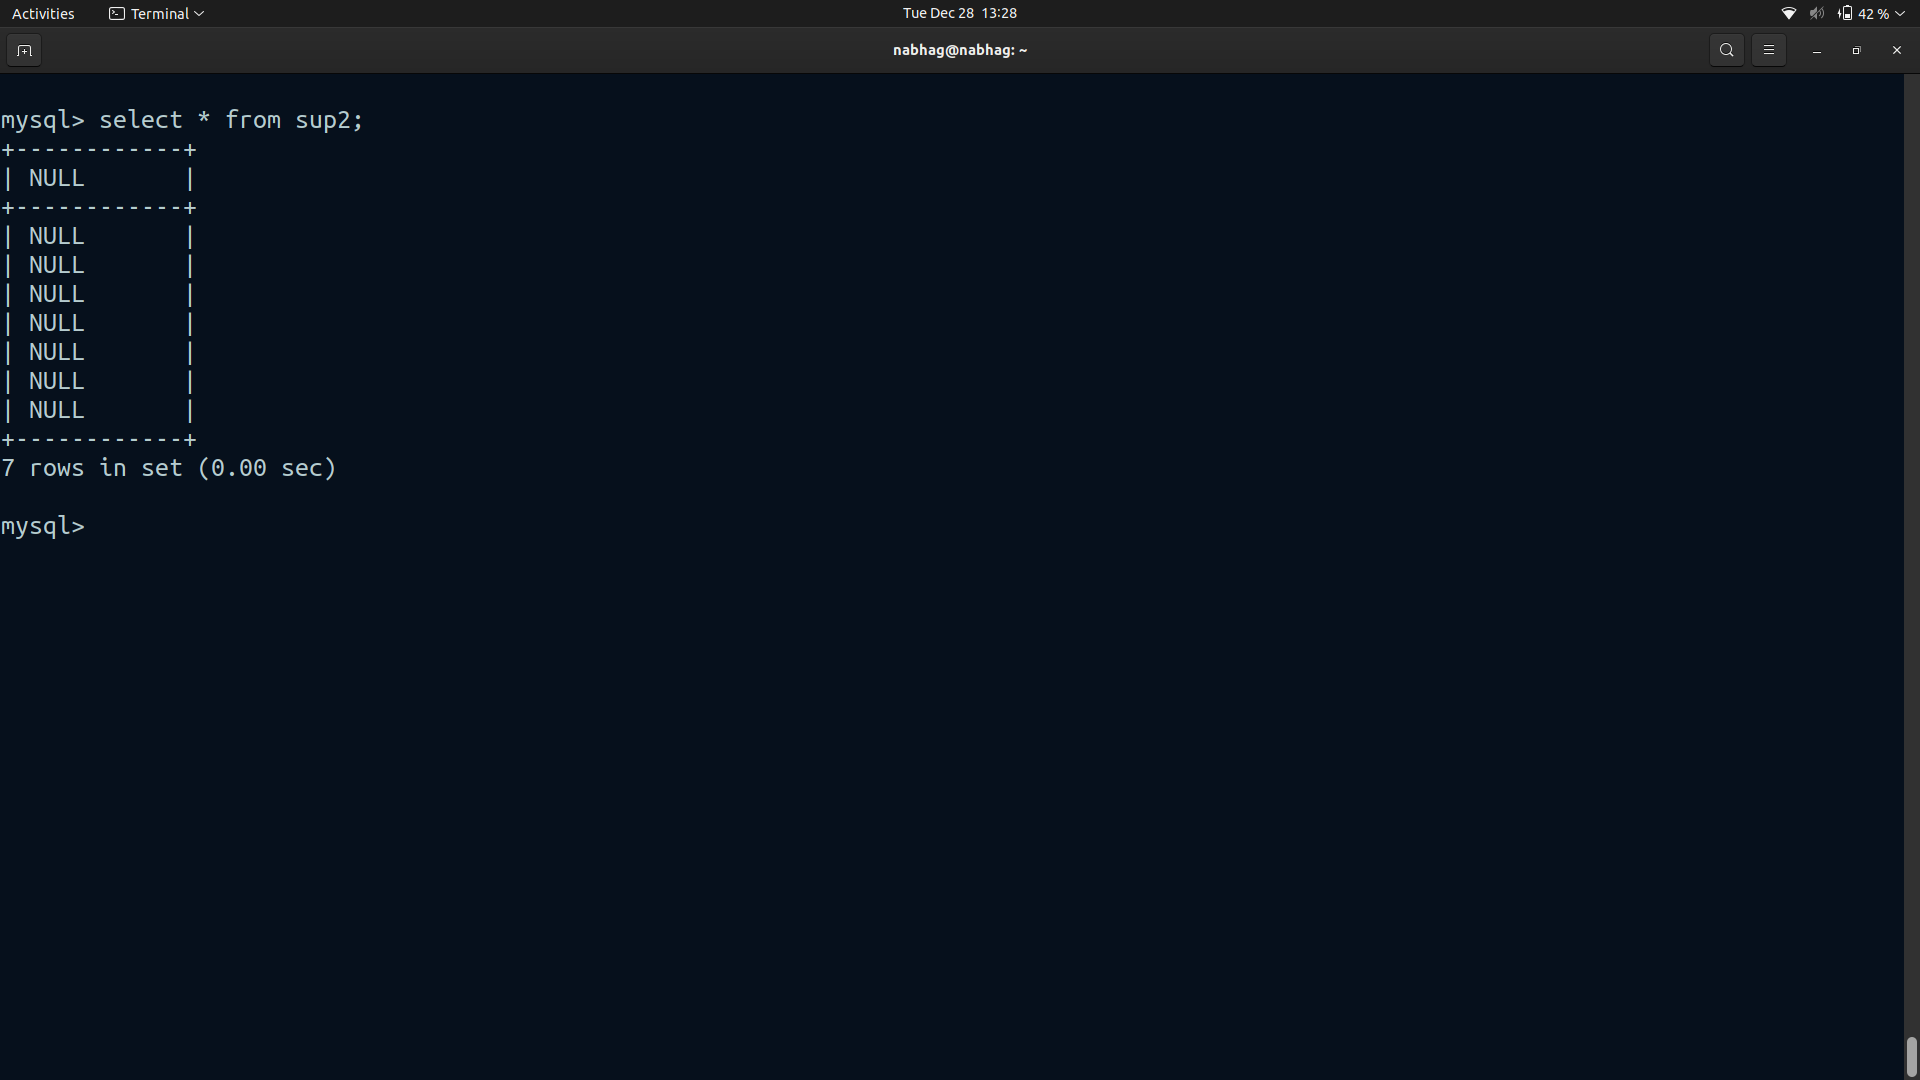 Activities Terminal Tue Dec 28 13:28 42 %
nabhag@nabhag: ~
mysql> select * from sup2;
+------------+
| NULL       |
+------------+
| NULL       |
| NULL       |
| NULL       |
| NULL       |
| NULL       |
| NULL       |
| NULL       |
+------------+
7 rows in set (0.00 sec)
mysql>